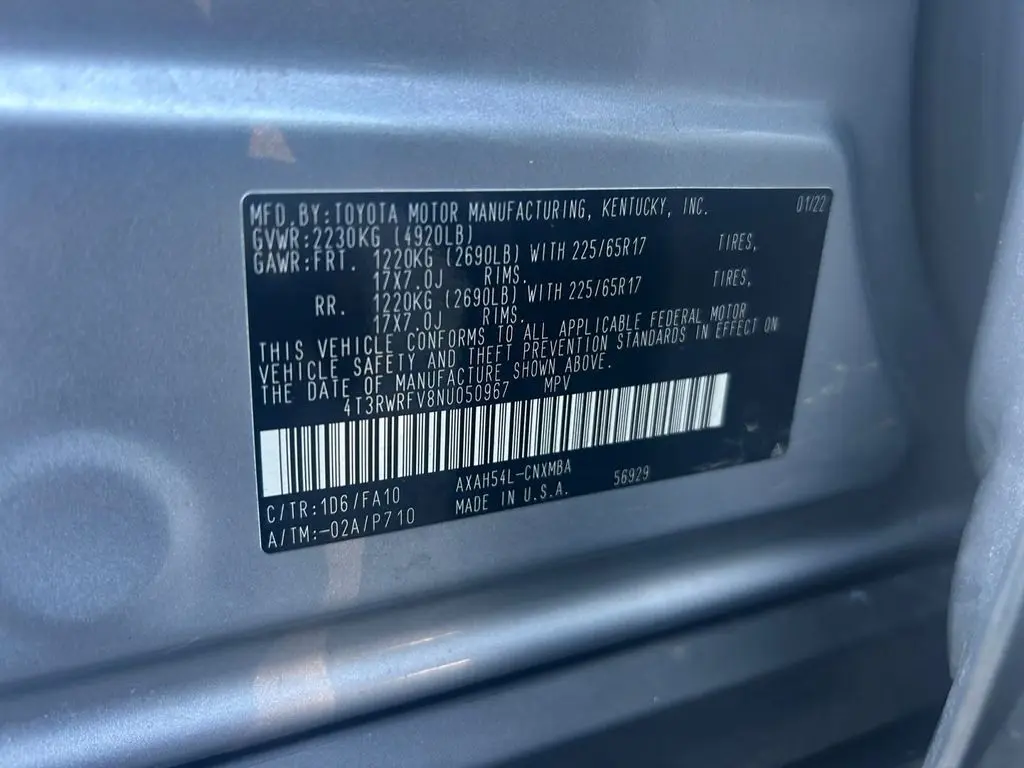 MFD.BY:TOYOTA MOTOR MANUFACTURING, KENTUCKY, INC. 01/22
GVWR:2230KG (4920LB)
GAWR:FRT. 1220KG (2690LB) WITH 225/65R17 TIRES,
17X7.0J RIMS.
RR. 1220KG (2690LB) WITH 225/65R17 TIRES,
17X7.0J RIMS.
THIS VEHICLE CONFORMS TO ALL APPLICABLE FEDERAL MOTOR
VEHICLE SAFETY AND THEFT PREVENTION STANDARDS IN EFFECT ON
THE DATE OF MANUFACTURE SHOWN ABOVE.
4T3RWRFV8NU050967 MPV
C/TR:1D6/FA10 AXAH54L-CNXMBA 56929
A/TM:-02A/P710 MADE IN U.S.A.